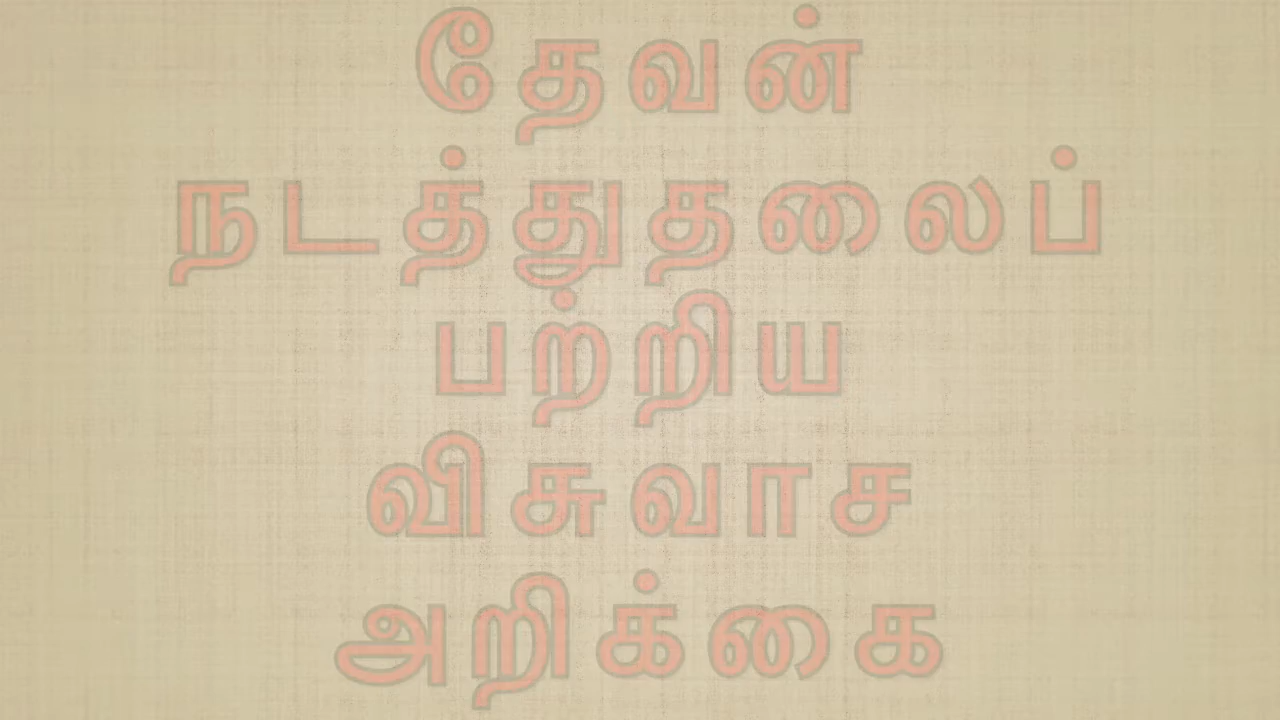 தேவன்
நடத்துதலைப்
பற்றிய
விசுவாச
அறிக்கை